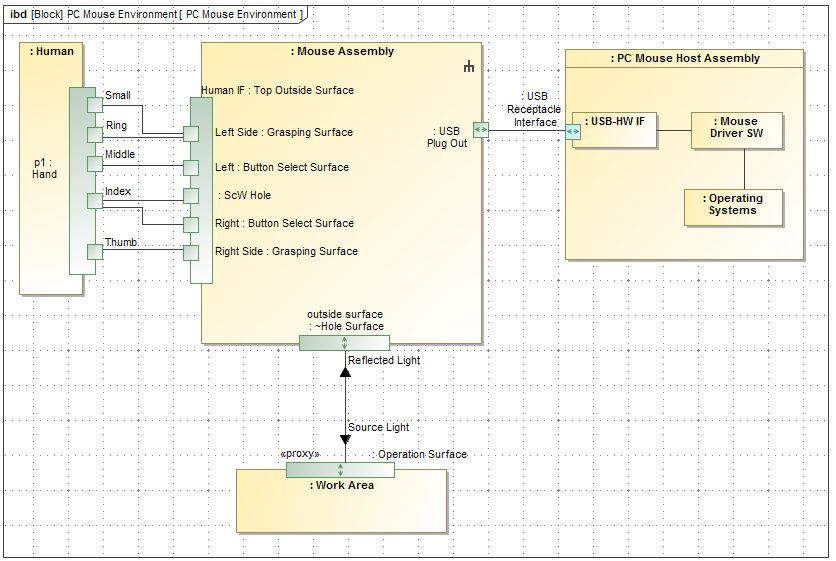 ibd [Block] PC Mouse Environment [ PC Mouse Environment ]
: Human
Small
Ring
Middle
p1 :
Hand
Index
Thumb
: Mouse Assembly
Human IF : Top Outside Surface
Left Side : Grasping Surface
Left : Button Select Surface
: ScW Hole
Right : Button Select Surface
Right Side : Grasping Surface
: USB
Plug Out
: USB
Receptacle
Interface
: PC Mouse Host Assembly
: USB-HW IF
: Mouse
Driver SW
: Operating
Systems
outside surface
: ~Hole Surface
Reflected Light
Source Light
«proxy»
: Operation Surface
: Work Area